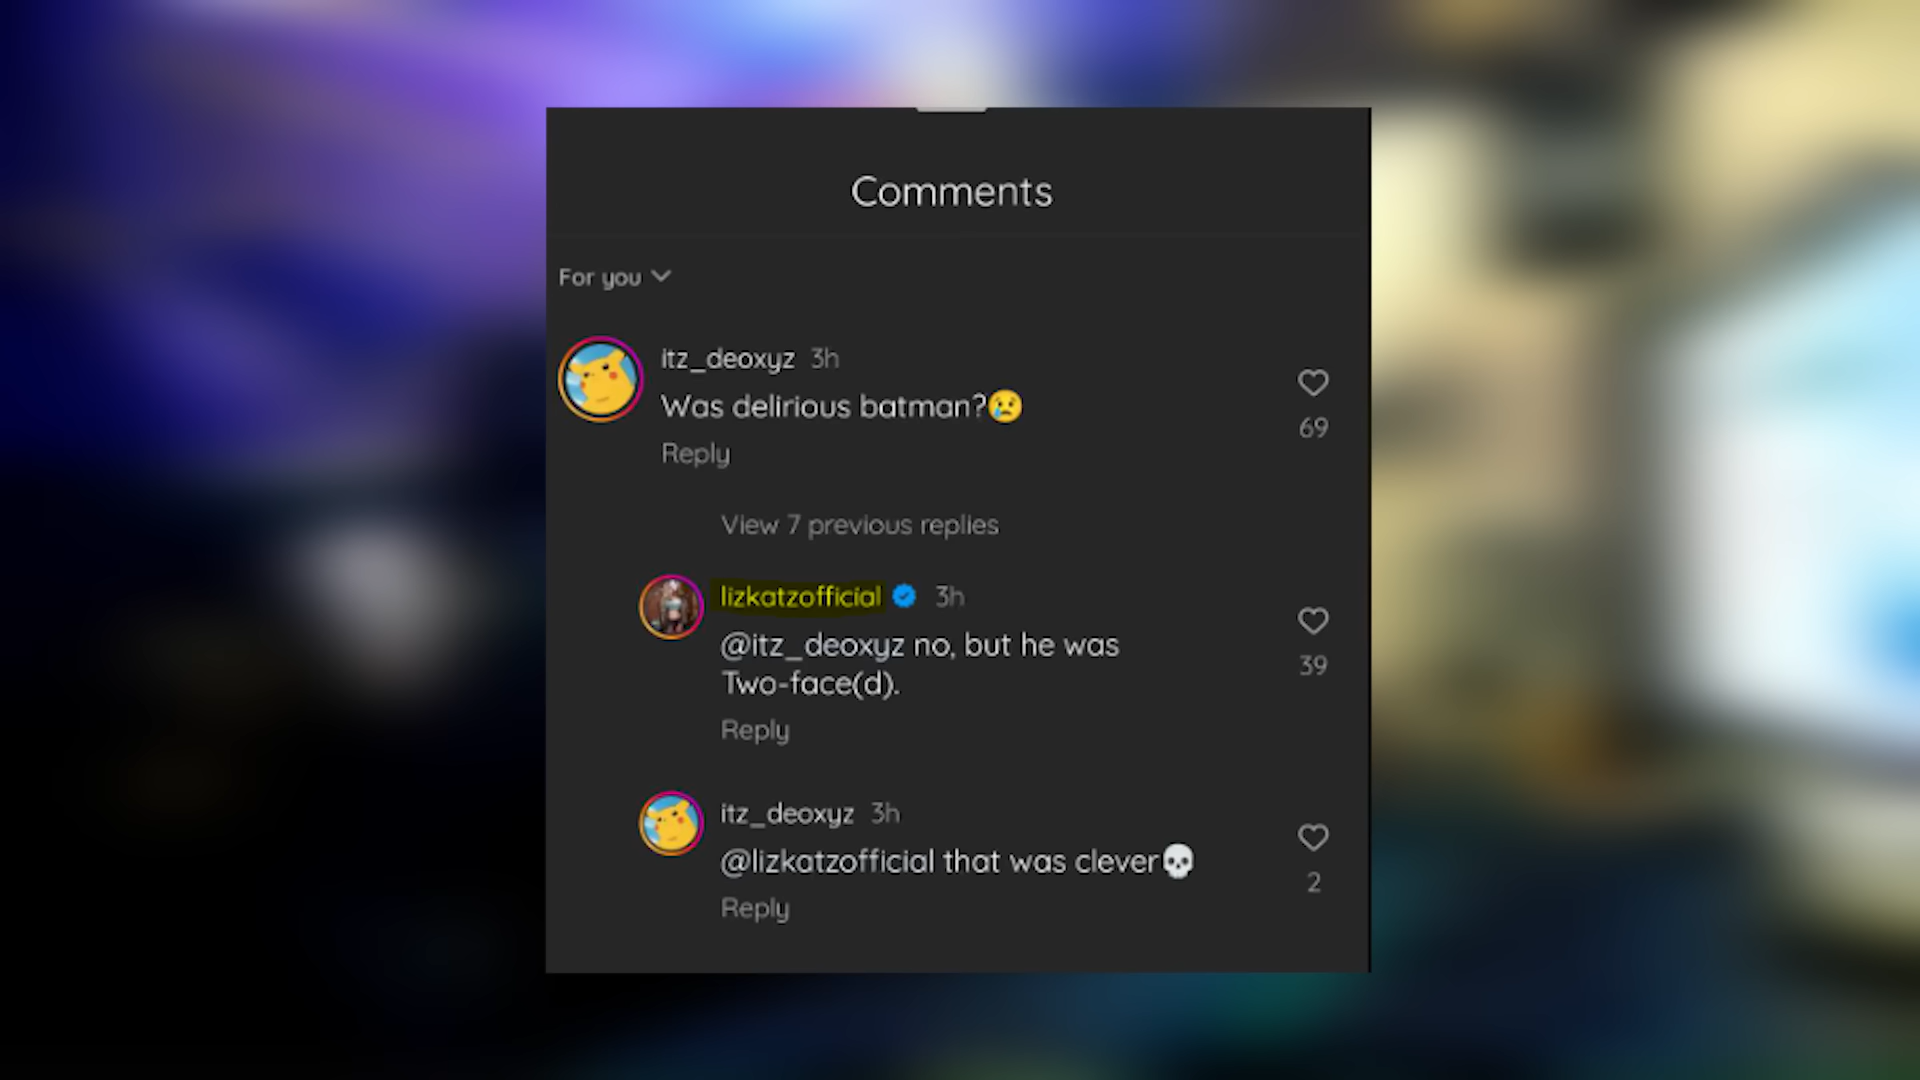 Comments
For you
itz_deoxyz 3h
Was delirious batman?😢
69
Reply
View 7 previous replies
lizkatzofficial 3h
@itz_deoxyz no, but he was
Two-face(d).
39
Reply
itz_deoxyz 3h
@lizkatzofficial that was clever💀
2
Reply